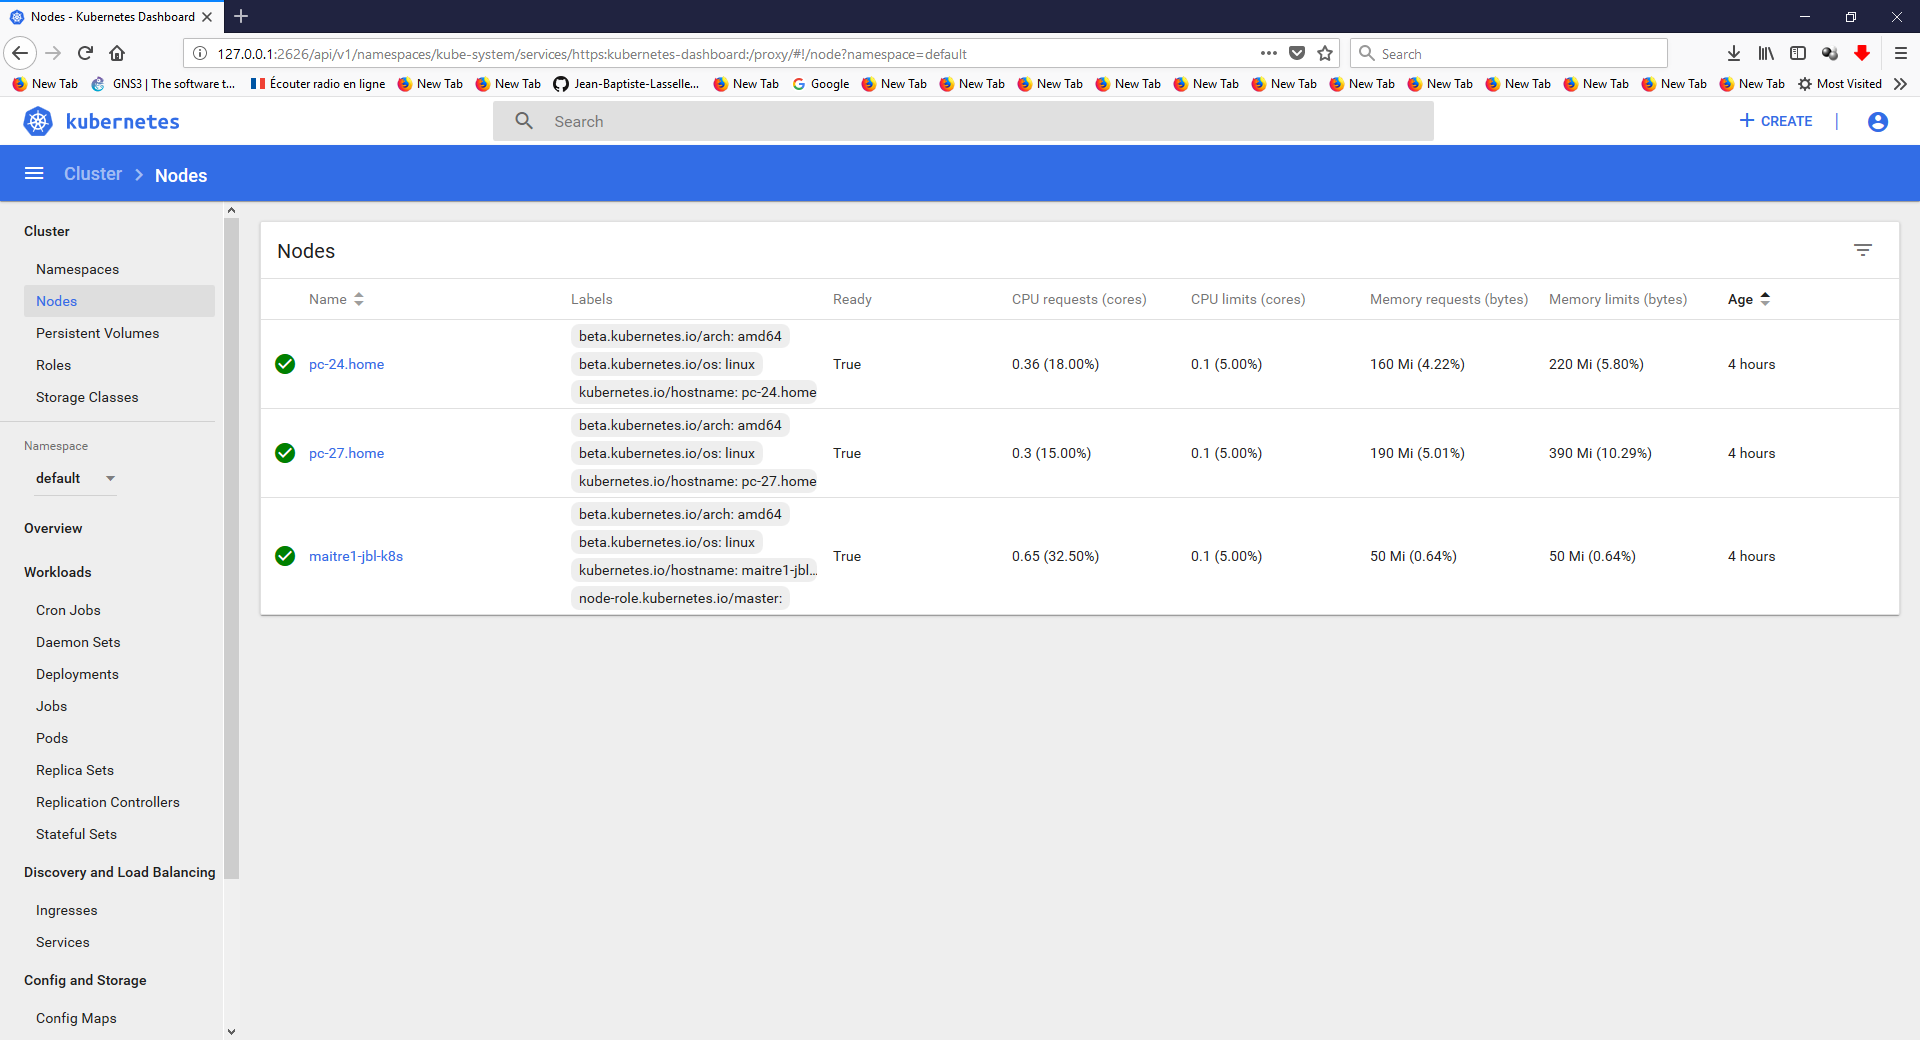 Nodes - Kubernetes Dashboard
127.0.0.1:2626/api/v1/namespaces/kube-system/services/https:kubernetes-dashboard:/proxy/#!/node?namespace=default
Search
New Tab GNS3 | The software t... Écouter radio en ligne New Tab New Tab Jean-Baptiste-Lasselle... New Tab Google New Tab New Tab New Tab New Tab New Tab New Tab New Tab New Tab New Tab New Tab New Tab New Tab Most Visited
kubernetes
Search
CREATE
Cluster Nodes
Cluster
Namespaces
Nodes
Persistent Volumes
Roles
Storage Classes
Namespace
default
Overview
Workloads
Cron Jobs
Daemon Sets
Deployments
Jobs
Pods
Replica Sets
Replication Controllers
Stateful Sets
Discovery and Load Balancing
Ingresses
Services
Config and Storage
Config Maps
Nodes
Name Labels Ready CPU requests (cores) CPU limits (cores) Memory requests (bytes) Memory limits (bytes) Age
beta.kubernetes.io/arch: amd64
pc-24.home beta.kubernetes.io/os: linux True 0.36 (18.00%) 0.1 (5.00%) 160 Mi (4.22%) 220 Mi (5.80%) 4 hours
kubernetes.io/hostname: pc-24.home
beta.kubernetes.io/arch: amd64
pc-27.home beta.kubernetes.io/os: linux True 0.3 (15.00%) 0.1 (5.00%) 190 Mi (5.01%) 390 Mi (10.29%) 4 hours
kubernetes.io/hostname: pc-27.home
beta.kubernetes.io/arch: amd64
beta.kubernetes.io/os: linux
maitre1-jbl-k8s True 0.65 (32.50%) 0.1 (5.00%) 50 Mi (0.64%) 50 Mi (0.64%) 4 hours
kubernetes.io/hostname: maitre1-jbl...
node-role.kubernetes.io/master: